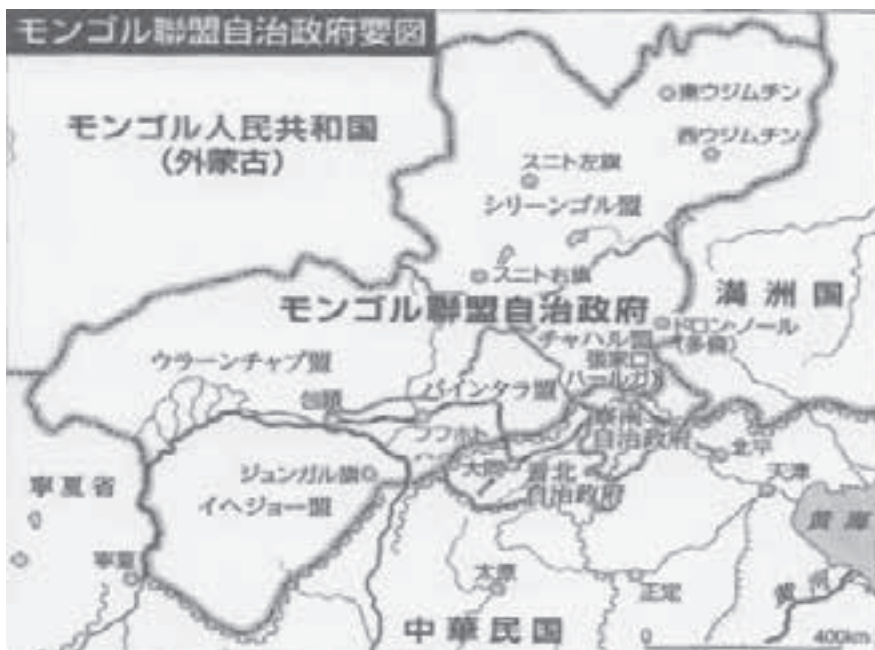 モンゴル聯盟自治政府要図
モンゴル人民共和国
(外蒙古)
東ウジムチン
西ウジムチン
スニト左旗
シリーンゴル盟
スニト右旗
モンゴル聯盟自治政府
満洲国
ドロン・ノール
(多倫)
チャハル盟
張家口
(ハールガ)
ウラーンチャブ盟
バインタラ盟
包頭
フフホト
察南
自治政府
北平
大同
晋北
自治政府
天津
ジュンガル旗
イヘジョー盟
寧夏省
寧夏
黄海
太原
正定
中華民国
0 400km